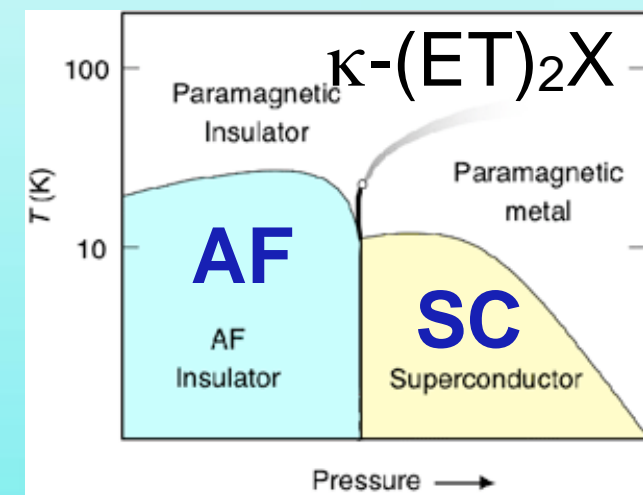 κ-(ET)₂X
100
Paramagnetic
Insulator
Paramagnetic
metal
T (K)
10
AF
SC
AF
Insulator
Superconductor
Pressure